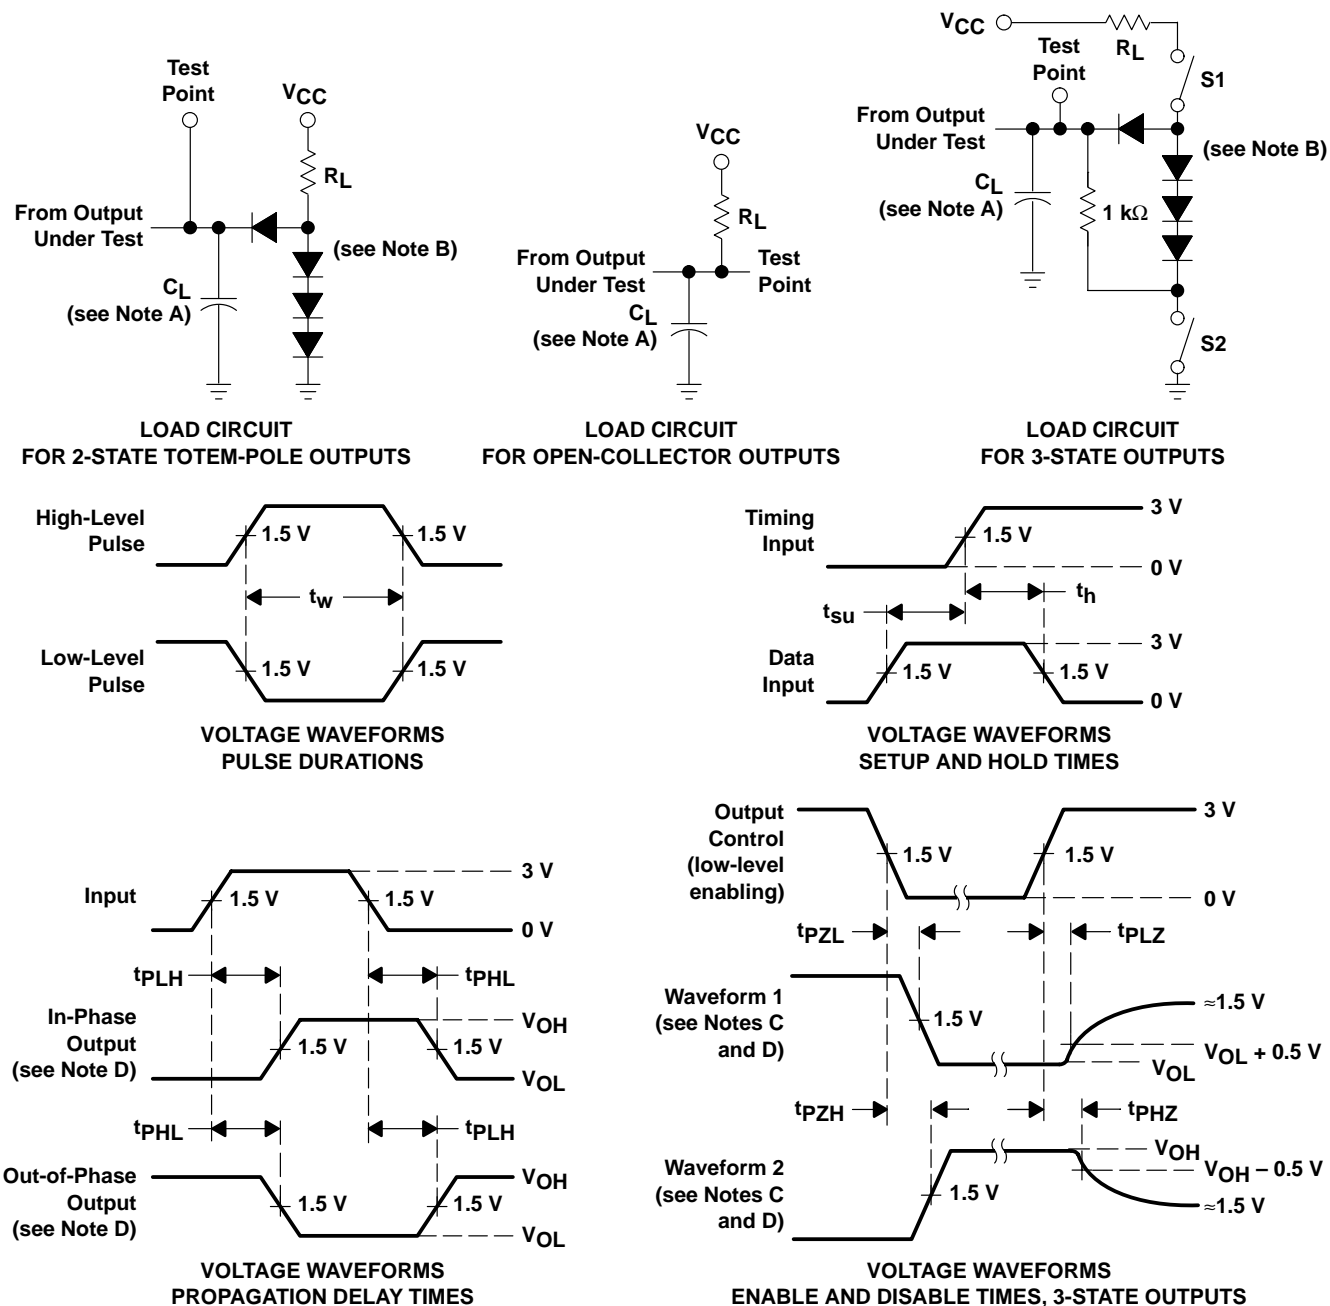 Test
Point
VCC
RL
From Output
Under Test
(see Note B)
CL
(see Note A)
LOAD CIRCUIT
FOR 2-STATE TOTEM-POLE OUTPUTS
VCC
RL
From Output
Under Test
Test
Point
CL
(see Note A)
LOAD CIRCUIT
FOR OPEN-COLLECTOR OUTPUTS
VCC
RL
Test
Point
S1
From Output
Under Test
(see Note B)
CL
(see Note A)
1 kΩ
S2
LOAD CIRCUIT
FOR 3-STATE OUTPUTS
High-Level
Pulse
1.5 V
1.5 V
tw
Low-Level
Pulse
1.5 V
1.5 V
VOLTAGE WAVEFORMS
PULSE DURATIONS
Timing
Input
1.5 V
3 V
0 V
th
tsu
Data
Input
1.5 V
1.5 V
3 V
0 V
VOLTAGE WAVEFORMS
SETUP AND HOLD TIMES
Input
1.5 V
1.5 V
3 V
0 V
tPLH
tPHL
In-Phase
Output
(see Note D)
1.5 V
1.5 V
VOH
VOL
tPHL
tPLH
Out-of-Phase
Output
(see Note D)
1.5 V
1.5 V
VOH
VOL
VOLTAGE WAVEFORMS
PROPAGATION DELAY TIMES
Output
Control
(low-level
enabling)
1.5 V
1.5 V
3 V
0 V
tPZL
tPLZ
Waveform 1
(see Notes C
and D)
1.5 V
≈1.5 V
VOL + 0.5 V
VOL
tPZH
tPHZ
Waveform 2
(see Notes C
and D)
1.5 V
VOH
VOH – 0.5 V
≈1.5 V
VOLTAGE WAVEFORMS
ENABLE AND DISABLE TIMES, 3-STATE OUTPUTS